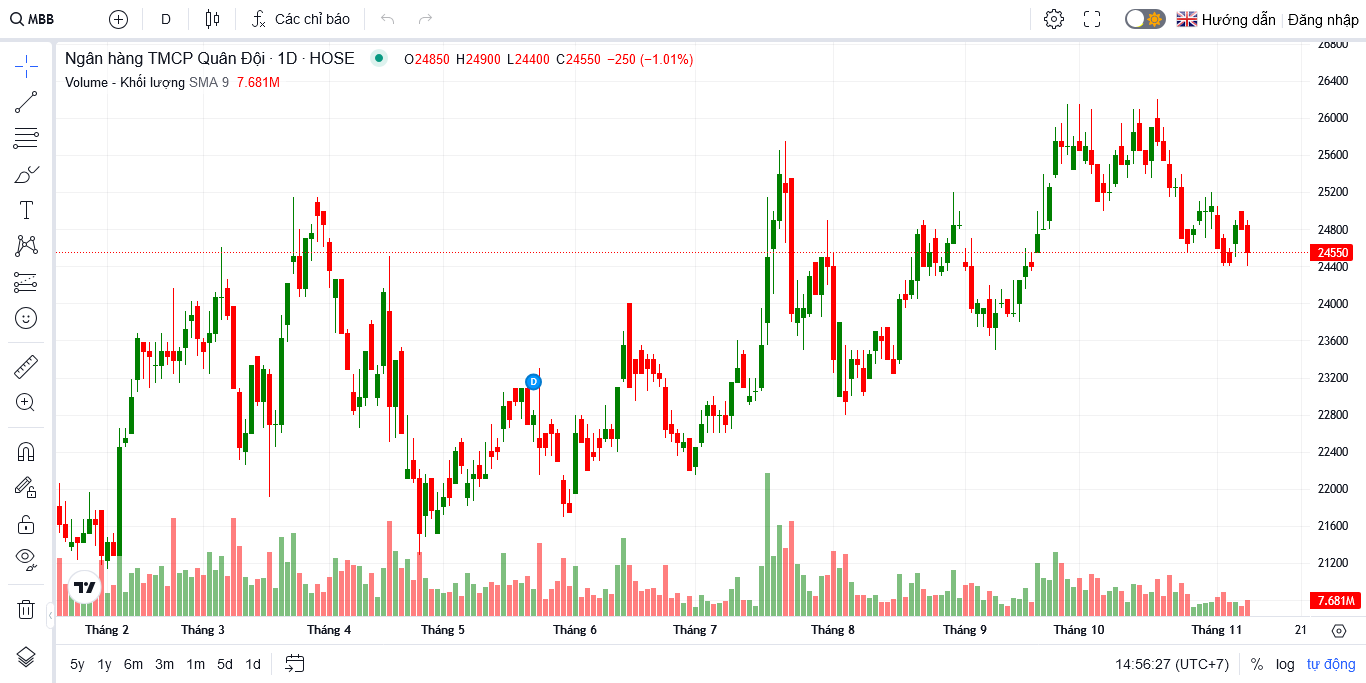 MBB D Các chỉ báo Hướng dẫn Đăng nhập
Ngân hàng TMCP Quân Đội · 1D · HOSE O24850 H24900 L24400 C24550 −250 (−1.01%)
Volume - Khối lượng SMA 9 7.681M
26800
26400
26000
25600
25200
24800
24550
24400
24000
23600
23200
22800
22400
22000
21600
21200
7.681M
D
Tháng 2 Tháng 3 Tháng 4 Tháng 5 Tháng 6 Tháng 7 Tháng 8 Tháng 9 Tháng 10 Tháng 11 21
5y 1y 6m 3m 1m 5d 1d 14:56:27 (UTC+7) % log tự động